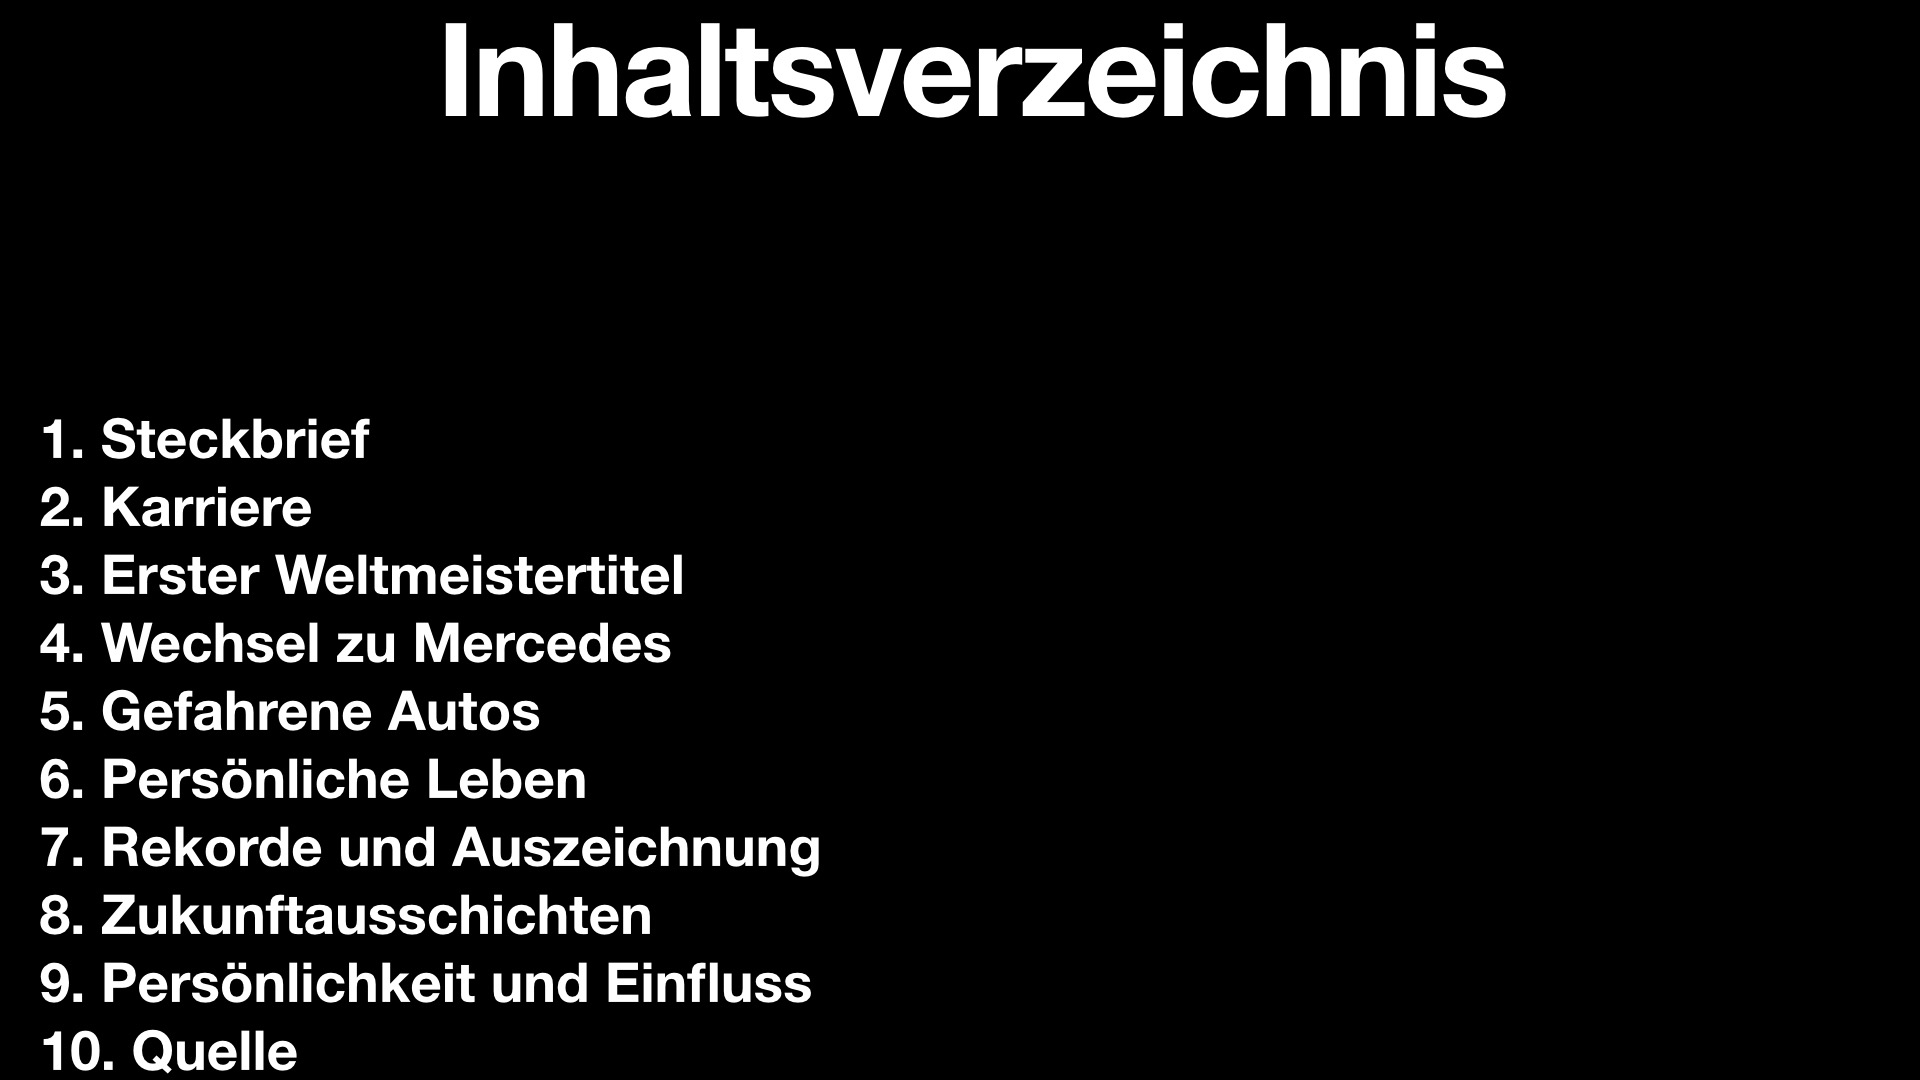 Inhaltsverzeichnis
1. Steckbrief
2. Karriere
3. Erster Weltmeistertitel
4. Wechsel zu Mercedes
5. Gefahrene Autos
6. Persönliche Leben
7. Rekorde und Auszeichnung
8. Zukunftausschichten
9. Persönlichkeit und Einfluss
10. Quelle